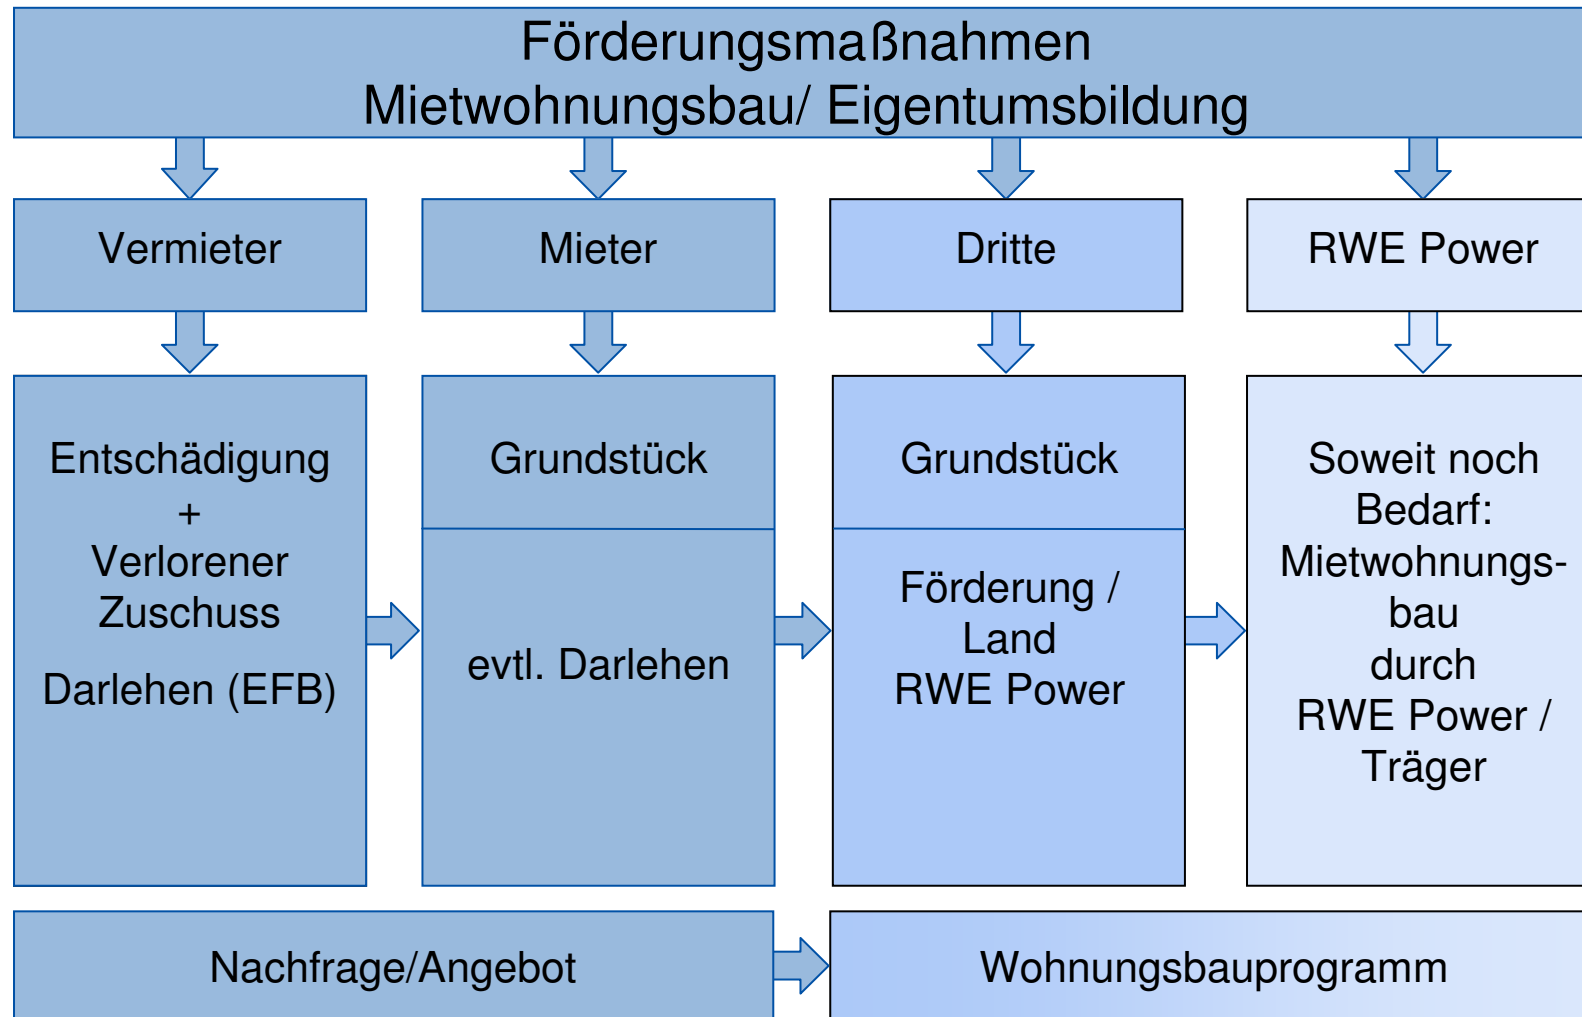 Förderungsmaßnahmen
Mietwohnungsbau/ Eigentumsbildung
Vermieter
Mieter
Dritte
RWE Power
Entschädigung
+
Verlorener
Zuschuss
Darlehen (EFB)
Grundstück
evtl. Darlehen
Grundstück
Förderung /
Land
RWE Power
Soweit noch
Bedarf:
Mietwohnungs-
bau
durch
RWE Power /
Träger
Nachfrage/Angebot
Wohnungsbauprogramm